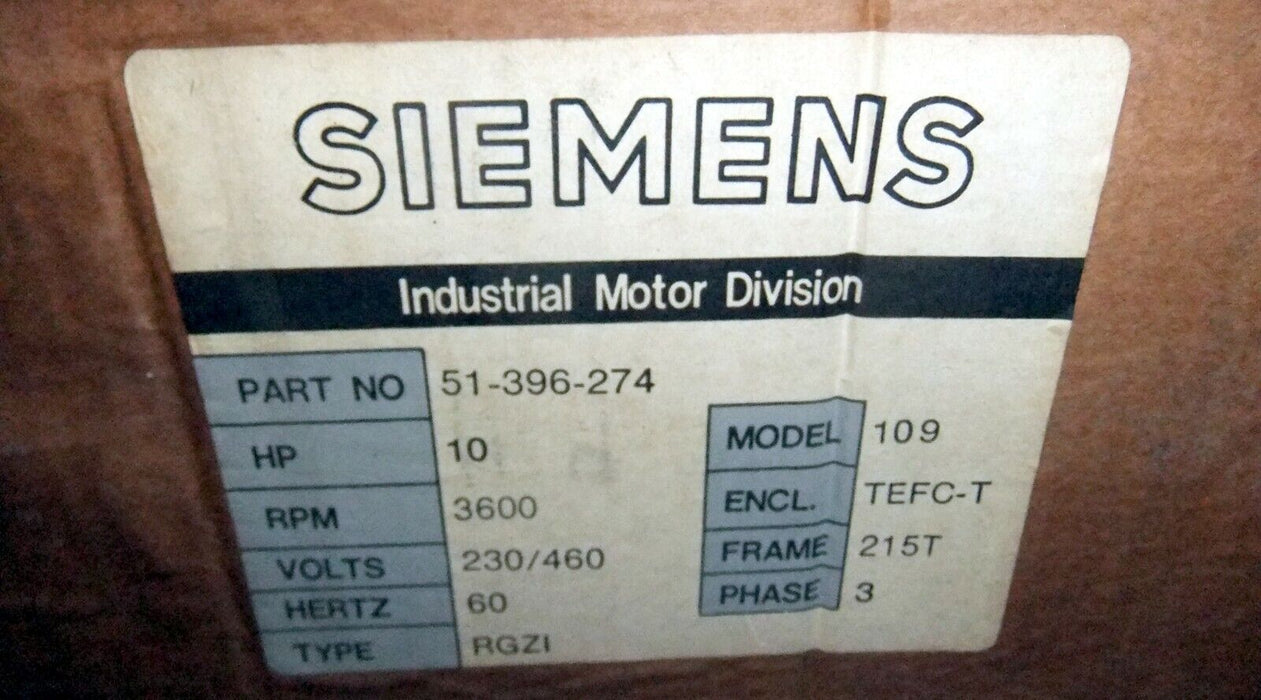 SIEMENS
Industrial Motor Division
PART NO 51-396-274
HP 10
RPM 3600
VOLTS 230/460
HERTZ 60
TYPE RGZI
MODEL 109
ENCL. TEFC-T
FRAME 215T
PHASE 3